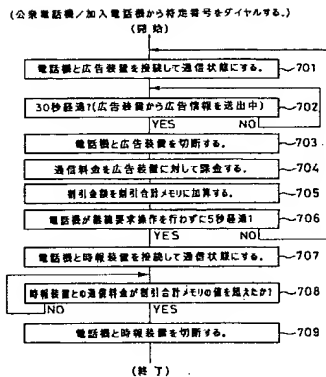 (公衆電話機/加入電話機から特定番号をダイヤルする。)
(開始)
電話機と広告装置を接続して通信状態にする。 701
30秒経過?(広告装置から広告情報を送出中) 702
YES NO
電話機と広告装置を切断する。 703
通信料金を広告装置に対して課金する。 704
割引金額を割引合計メモリに加算する。 705
電話機が継続要求操作を行わずに5秒経過? 706
YES NO
電話機と時報装置を接続して通信状態にする。 707
時報装置との通信料金が割引合計メモリの値を超えたか? 708
NO YES
電話機と時報装置を切断する。 709
(終了)